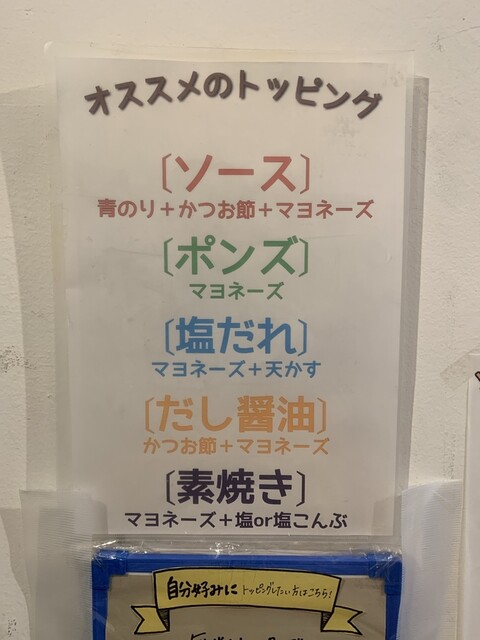 オススメのトッピング
〔ソース〕
青のり＋かつお節＋マヨネーズ
〔ポンズ〕
マヨネーズ
〔塩だれ〕
マヨネーズ＋天かす
〔だし醤油〕
かつお節＋マヨネーズ
〔素焼き〕
マヨネーズ＋塩or塩こんぶ
自分好みにトッピングしたい方はこちら!